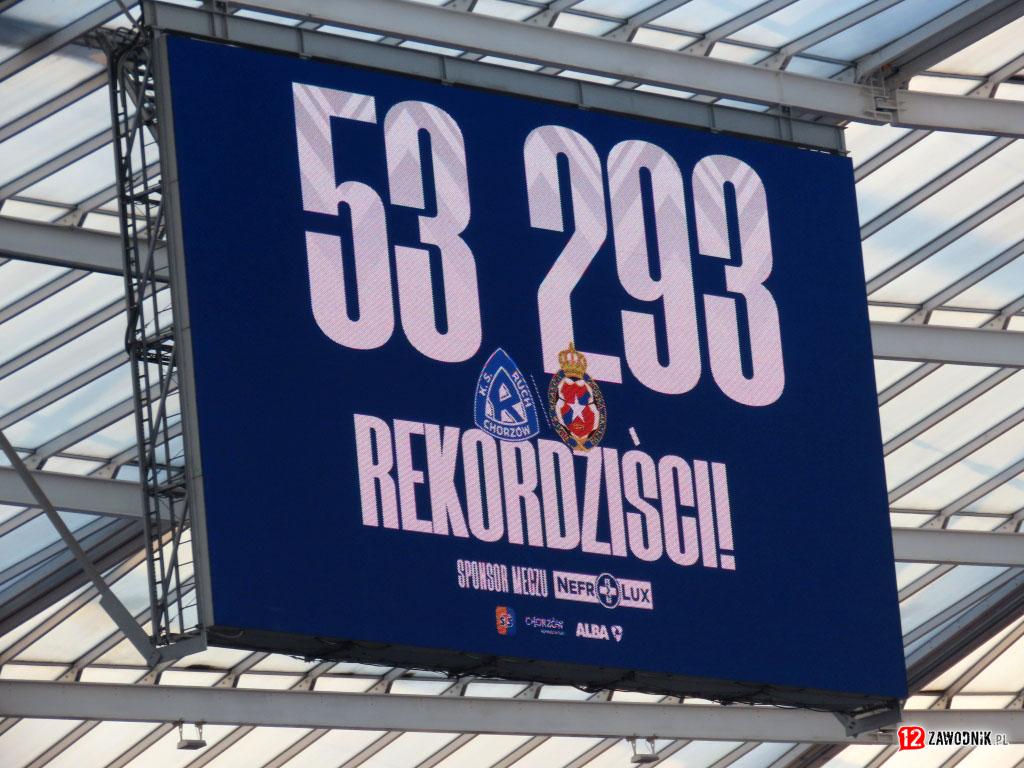 53 293
K.S. RUCH
CHORZÓW
REKORDZIŚCI!
SPONSOR MECZU NEFROLUX
CHORZÓW
ALBA
12 ZAWODNIK.PL